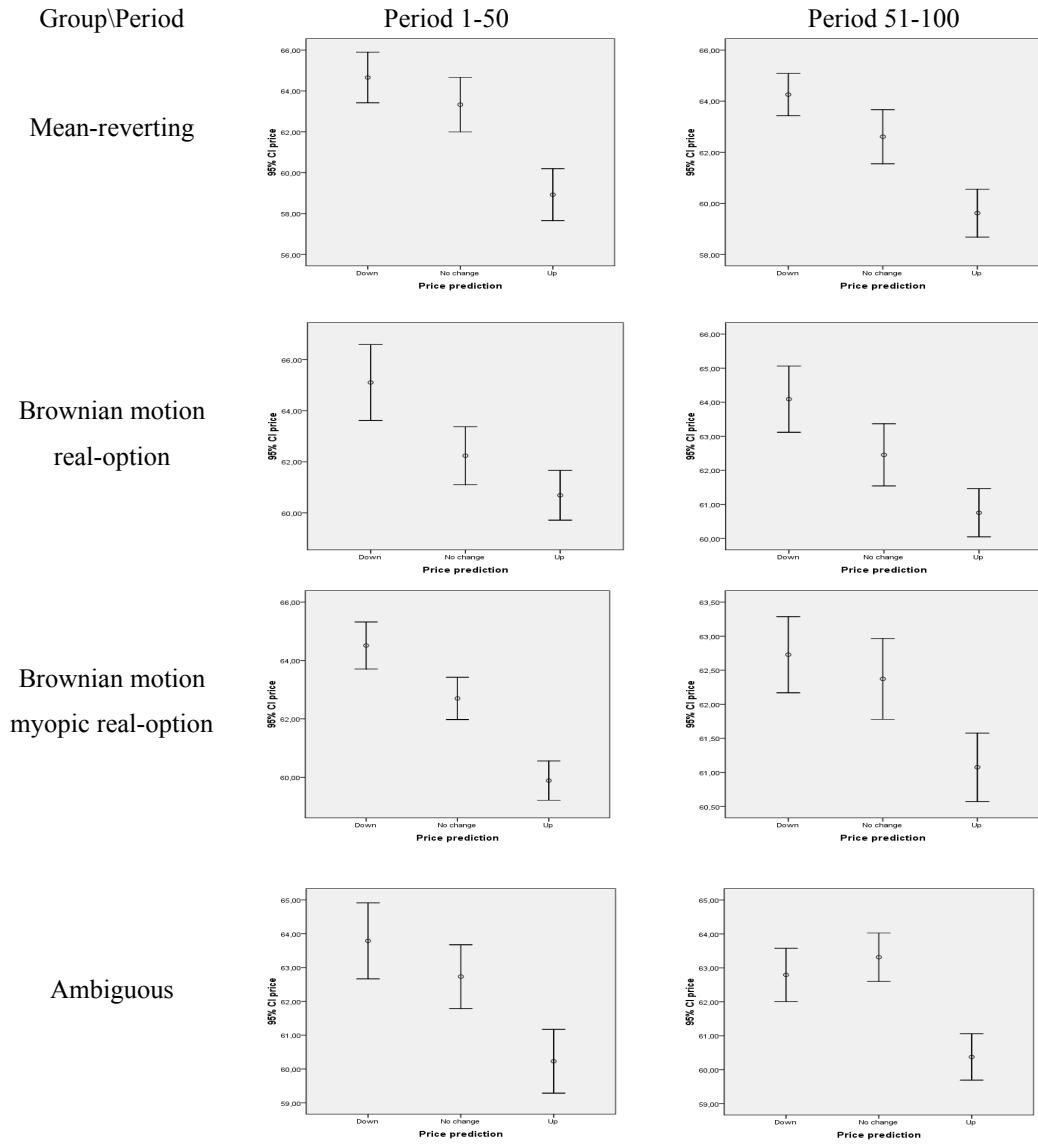 Group\Period
Period 1-50
Period 51-100
Mean-reverting
95% CI price
66,00
64,00
62,00
60,00
58,00
56,00
Down
No change
Up
Price prediction
95% CI price
66,00
64,00
62,00
60,00
58,00
Down
No change
Up
Price prediction
Brownian motion
real-option
95% CI price
66,00
64,00
62,00
60,00
Down
No change
Up
Price prediction
95% CI price
66,00
65,00
64,00
63,00
62,00
61,00
60,00
Down
No change
Up
Price prediction
Brownian motion
myopic real-option
95% CI price
66,00
64,00
62,00
60,00
Down
No change
Up
Price prediction
95% CI price
63,50
63,00
62,50
62,00
61,50
61,00
60,50
Down
No change
Up
Price prediction
Ambiguous
95% CI price
65,00
64,00
63,00
62,00
61,00
60,00
59,00
Down
No change
Up
Price prediction
95% CI price
65,00
64,00
63,00
62,00
61,00
60,00
59,00
Down
No change
Up
Price prediction